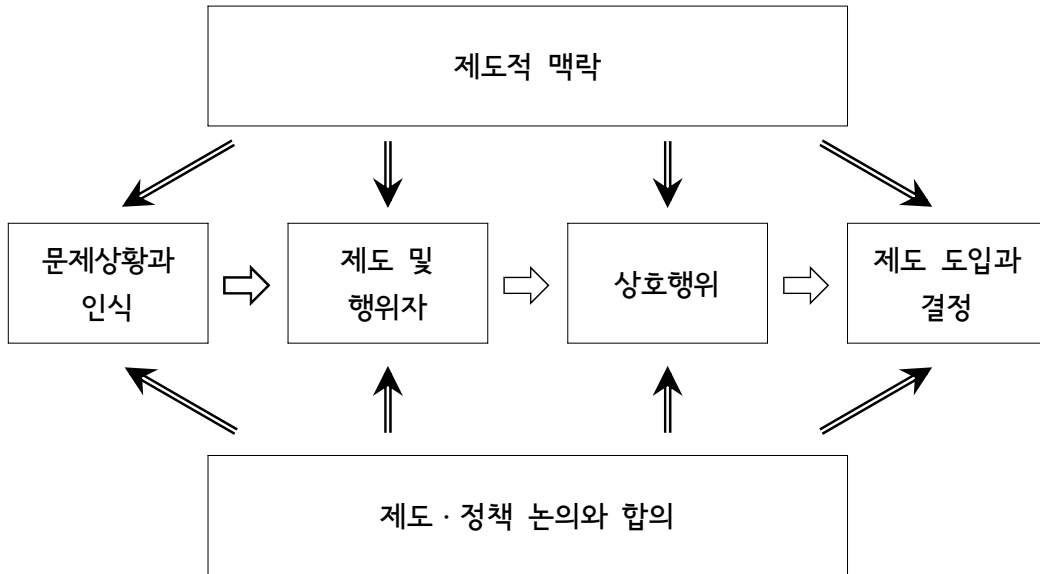 제도적 맥락
문제상황과
인식
제도 및
행위자
상호행위
제도 도입과
결정
제도 · 정책 논의와 합의